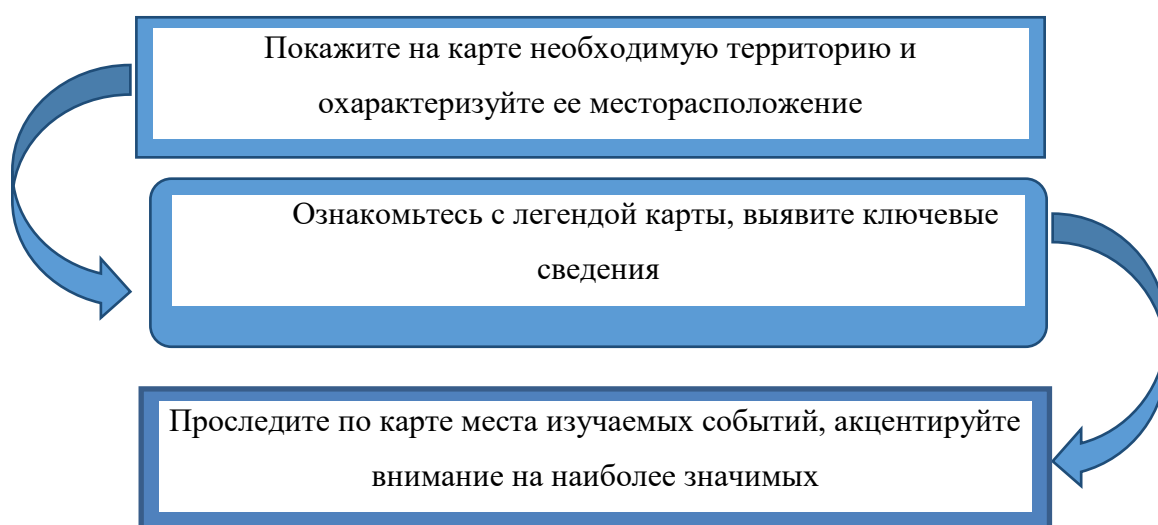 Покажите на карте необходимую территорию и
охарактеризуйте ее месторасположение
Ознакомьтесь с легендой карты, выявите ключевые
сведения
Проследите по карте места изучаемых событий, акцентируйте
внимание на наиболее значимых